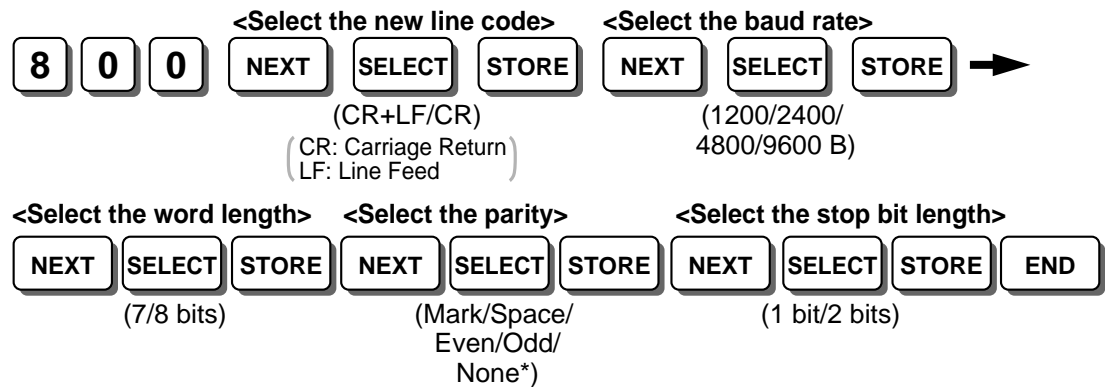 <Select the new line code> <Select the baud rate>
8 0 0 NEXT SELECT STORE NEXT SELECT STORE
(CR+LF/CR) (1200/2400/
CR: Carriage Return 4800/9600 B)
LF: Line Feed
<Select the word length> <Select the parity> <Select the stop bit length>
NEXT SELECT STORE NEXT SELECT STORE NEXT SELECT STORE END
(7/8 bits) (Mark/Space/ (1 bit/2 bits)
Even/Odd/
None*)